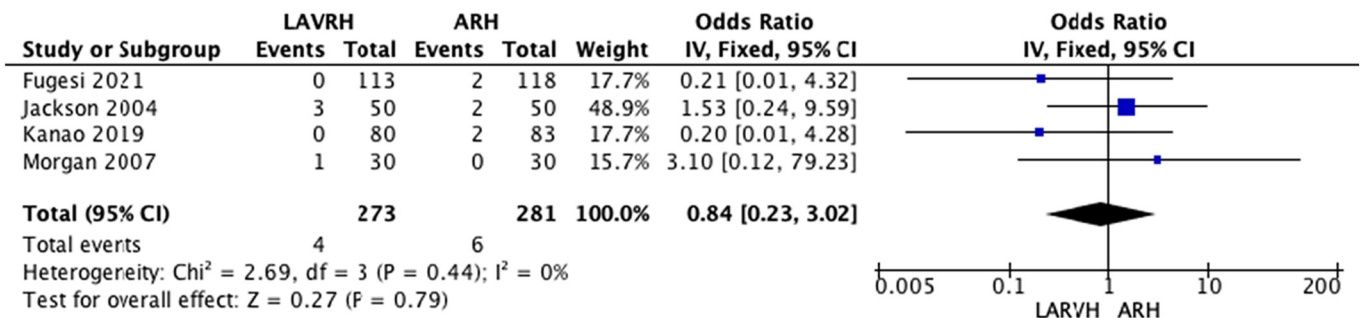 LAVRH ARH Odds Ratio Odds Ratio
Study or Subgroup Events Total Events Total Weight IV, Fixed, 95% CI IV, Fixed, 95% CI
Fugesi 2021 0 113 2 118 17.7% 0.21 [0.01, 4.32]
Jackson 2004 3 50 2 50 48.9% 1.53 [0.24, 9.59]
Kanao 2019 0 80 2 83 17.7% 0.20 [0.01, 4.28]
Morgan 2007 1 30 0 30 15.7% 3.10 [0.12, 79.23]
Total (95% CI) 273 281 100.0% 0.84 [0.23, 3.02]
Total events 4 6
Heterogeneity: Chi² = 2.69, df = 3 (P = 0.44); I² = 0%
Test for overall effect: Z = 0.27 (P = 0.79)
0.005 0.1 1 10 200
LARVH ARH